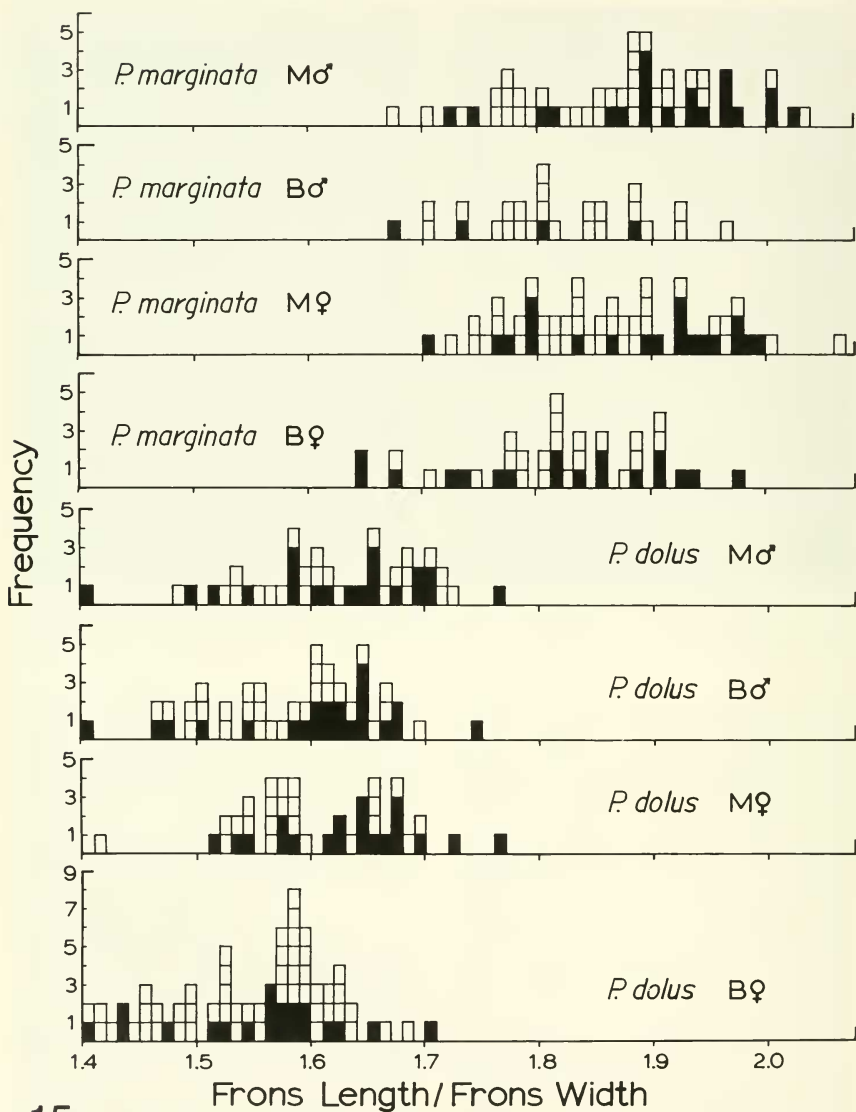 5
3
1
P. marginata M♂
5
3
1
P. marginata B♂
5
3
1
P. marginata M♀
5
3
1
P. marginata B♀
5
3
1
P. dolus M♂
5
3
1
P. dolus B♂
5
3
1
P. dolus M♀
9
7
5
3
1
P. dolus B♀
Frequency
1.4 1.5 1.6 1.7 1.8 1.9 2.0
Frons Length/Frons Width
15